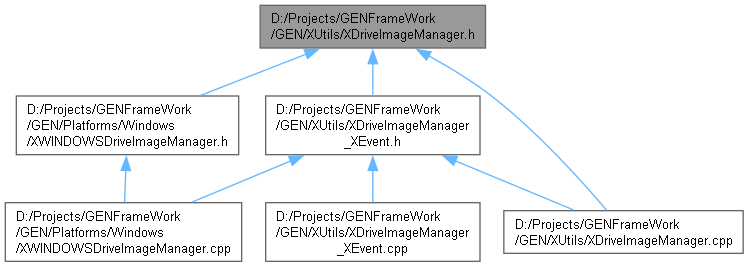 D:/Projects/GENFrameWork
/GEN/XUtils/XDriveImageManager.h
D:/Projects/GENFrameWork
/GEN/Platforms/Windows
/XWINDOWSDriveImageManager.h
D:/Projects/GENFrameWork
/GEN/XUtils/XDriveImageManager
_XEvent.h
D:/Projects/GENFrameWork
/GEN/Platforms/Windows
/XWINDOWSDriveImageManager.cpp
D:/Projects/GENFrameWork
/GEN/XUtils/XDriveImageManager
_XEvent.cpp
D:/Projects/GENFrameWork
/GEN/XUtils/XDriveImageManager.cpp